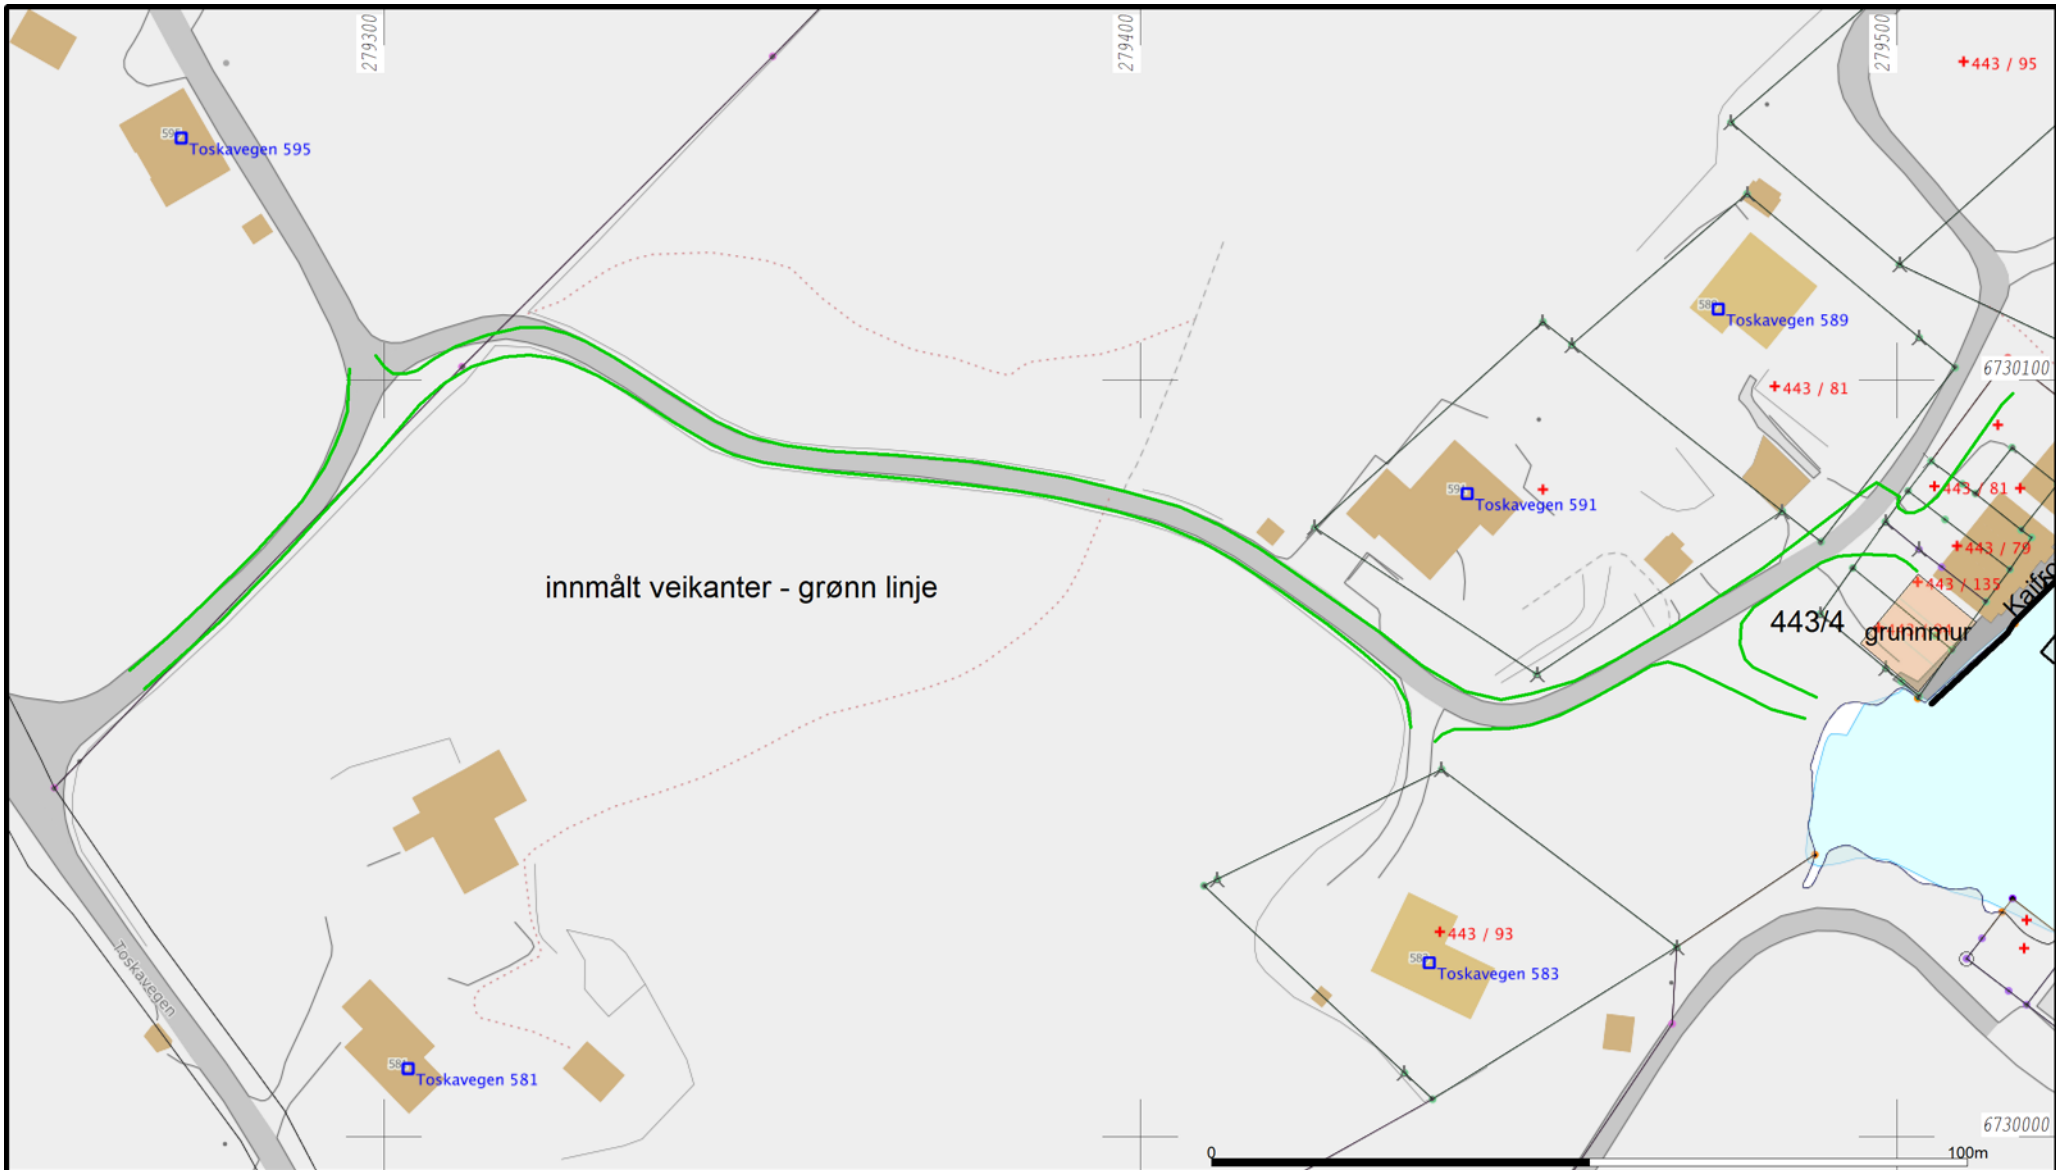 279300
279400
279500
443 / 95
Toskavegen 595
Toskavegen 589
6730100
443 / 81
443 / 81
Toskavegen 591
443 / 79
443 / 135
innmålt veikanter - grønn linje
443/4
grunnmur
443 / 93
Toskavegen 583
Toskavegen
Toskavegen 581
6730000
0
100m